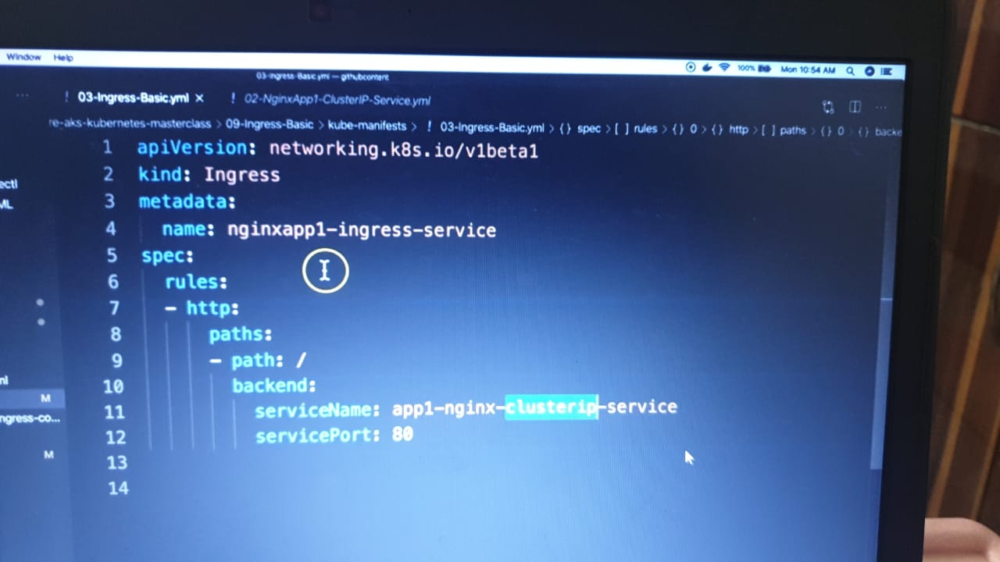 Window Help
100% Mon 10:54 AM
03-Ingress-Basic.yml — githubcontent
··· ! 03-Ingress-Basic.yml × ! 02-NginxApp1-ClusterIP-Service.yml ···
re-aks-kubernetes-masterclass > 09-Ingress-Basic > kube-manifests > ! 03-Ingress-Basic.yml > {} spec > [ ] rules > {} 0 > {} http > [ ] paths > {} 0 > {} backe
1 apiVersion: networking.k8s.io/v1beta1
2 kind: Ingress
3 metadata:
4 name: nginxapp1-ingress-service
5 spec:
6 rules:
7 - http:
8 paths:
9 - path: /
10 backend:
11 serviceName: app1-nginx-clusterip-service
12 servicePort: 80
13
14
ectl
ML
ml
M
ngress-co...
M